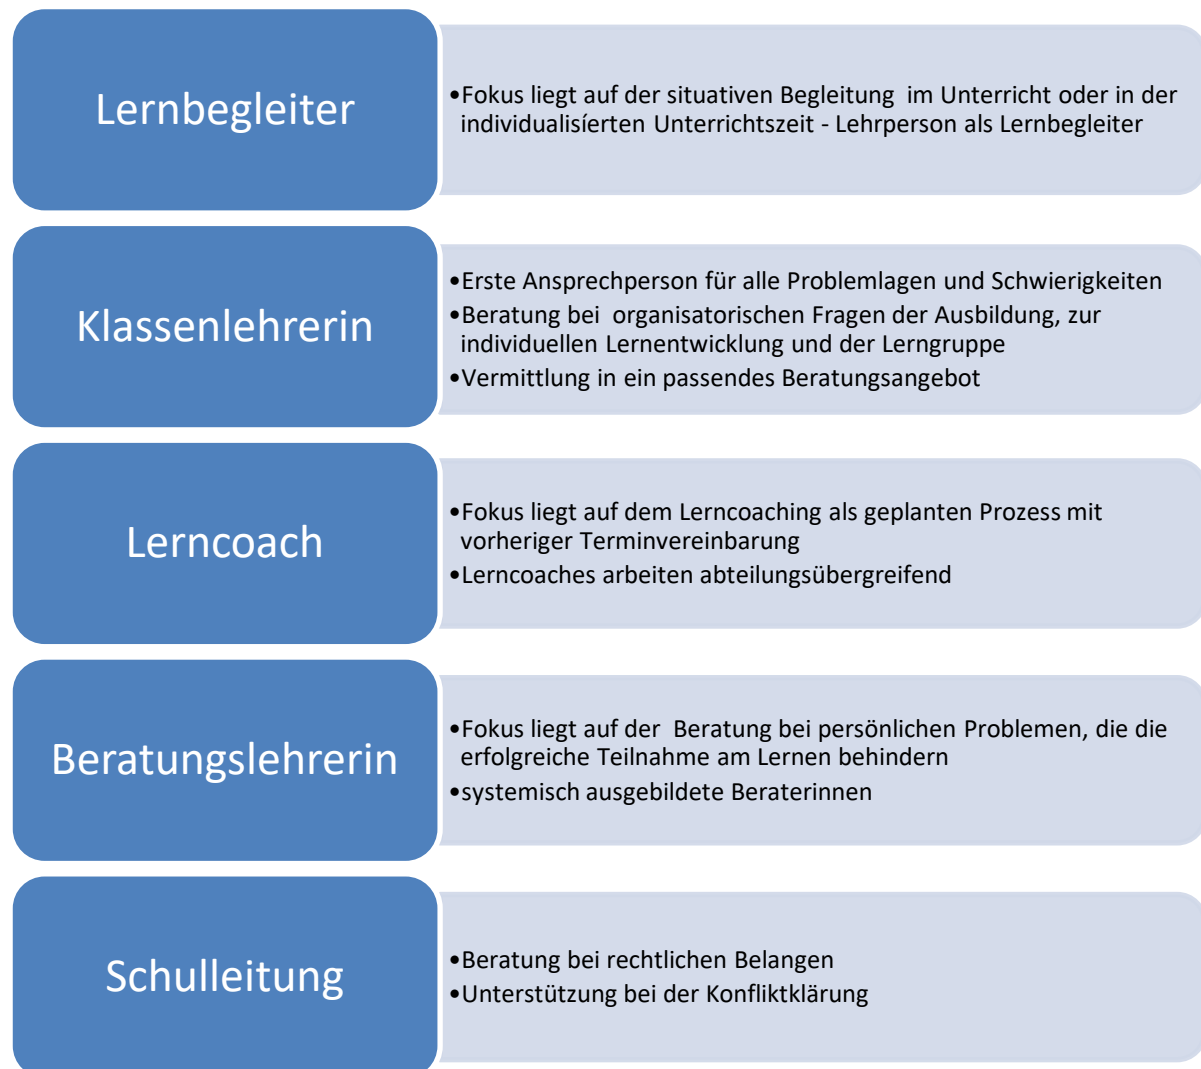 Lernbegleiter
•Fokus liegt auf der situativen Begleitung  im Unterricht oder in der
individualisíerten Unterrichtszeit - Lehrperson als Lernbegleiter
Klassenlehrerin
•Erste Ansprechperson für alle Problemlagen und Schwierigkeiten
•Beratung bei  organisatorischen Fragen der Ausbildung, zur
individuellen Lernentwicklung und der Lerngruppe
•Vermittlung in ein passendes Beratungsangebot
Lerncoach
•Fokus liegt auf dem Lerncoaching als geplanten Prozess mit
vorheriger Terminvereinbarung
•Lerncoaches arbeiten abteilungsübergreifend
Beratungslehrerin
•Fokus liegt auf der  Beratung bei persönlichen Problemen, die die
erfolgreiche Teilnahme am Lernen behindern
•systemisch ausgebildete Beraterinnen
Schulleitung
•Beratung bei rechtlichen Belangen
•Unterstützung bei der Konfliktklärung